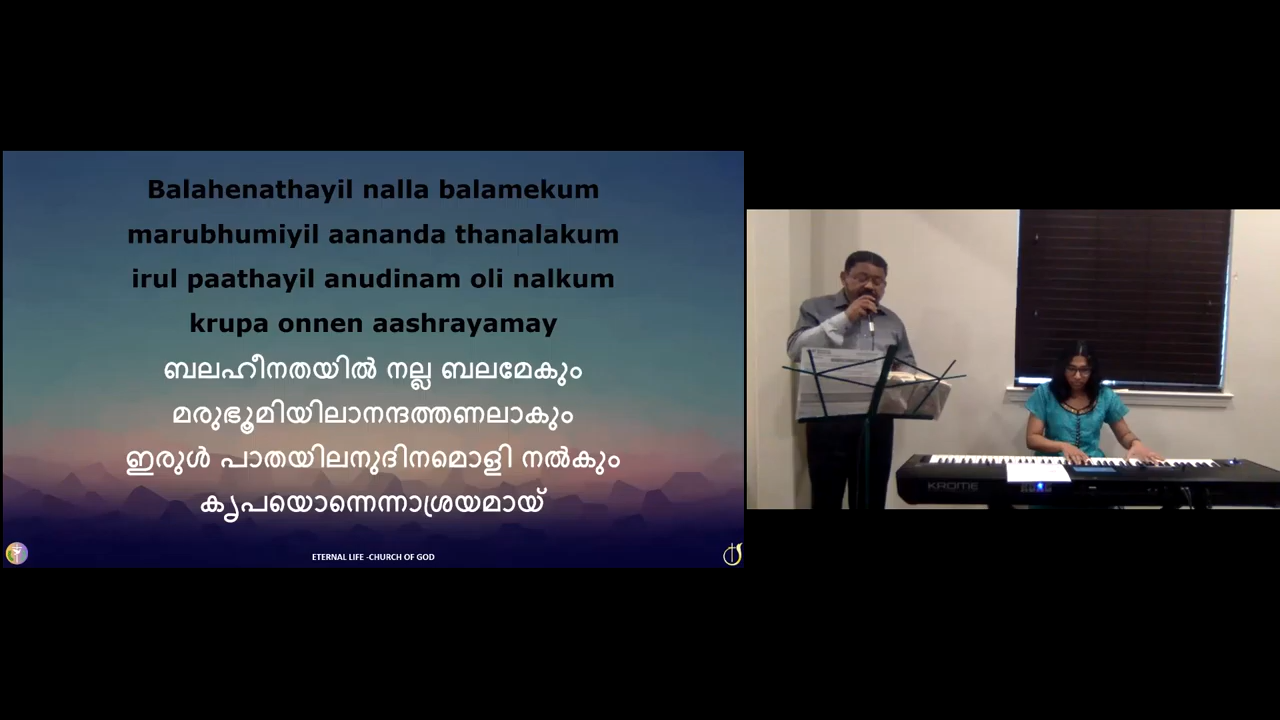 Balahenathayil nalla balamekum
marubhumiyil aananda thanalakum
irul paathayil anudinam oli nalkum
krupa onnen aashrayamay
ബലഹീനതയിൽ നല്ല ബലമേകും
മരുഭൂമിയിലാനന്ദത്തണലാകും
ഇരുൾ പാതയിലനുദിനമൊളി നൽകും
കൃപയൊന്നെന്നാശ്രയമായ്
ETERNAL LIFE -CHURCH OF GOD
KROME
KORG